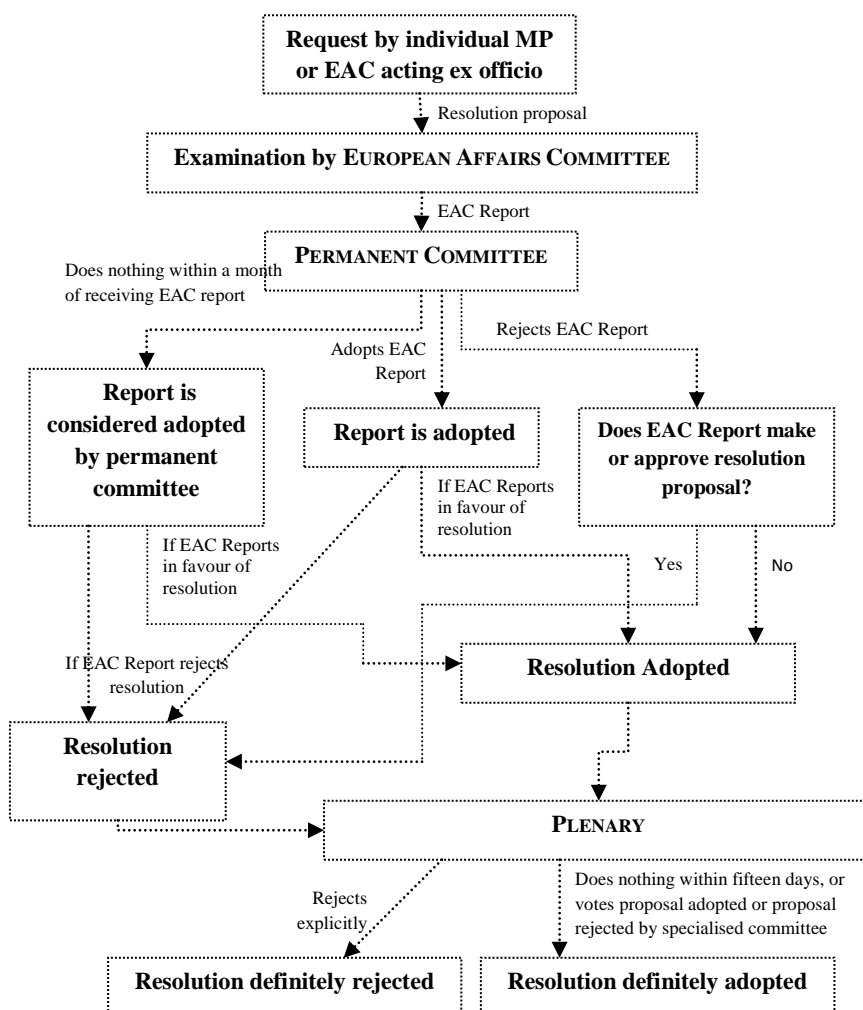 Request by individual MP
or EAC acting ex officio
Resolution proposal
Examination by EUROPEAN AFFAIRS COMMITTEE
EAC Report
PERMANENT COMMITTEE
Does nothing within a month
of receiving EAC report
Adopts EAC
Report
Rejects EAC Report
Report is
considered adopted
by permanent
committee
Report is adopted
Does EAC Report make
or approve resolution
proposal?
If EAC Reports
in favour of
resolution
If EAC Reports
in favour of
resolution
Yes
No
If EAC Report rejects
resolution
Resolution Adopted
Resolution
rejected
PLENARY
Rejects
explicitly
Does nothing within fifteen days, or
votes proposal adopted or proposal
rejected by specialised committee
Resolution definitely rejected
Resolution definitely adopted